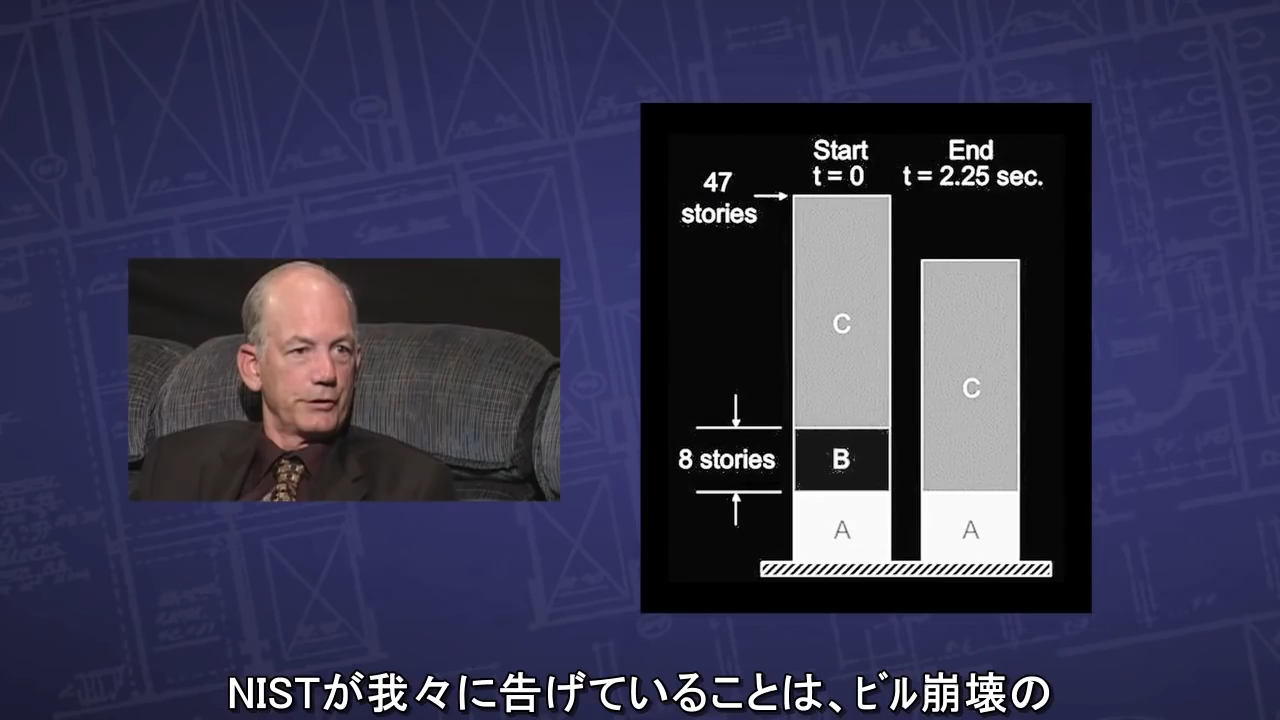 Start
t = 0
End
t = 2.25 sec.
47
stories
C
C
8 stories
B
A
A
NISTが我々に告げていることは、ﾋﾞﾙ崩壊の